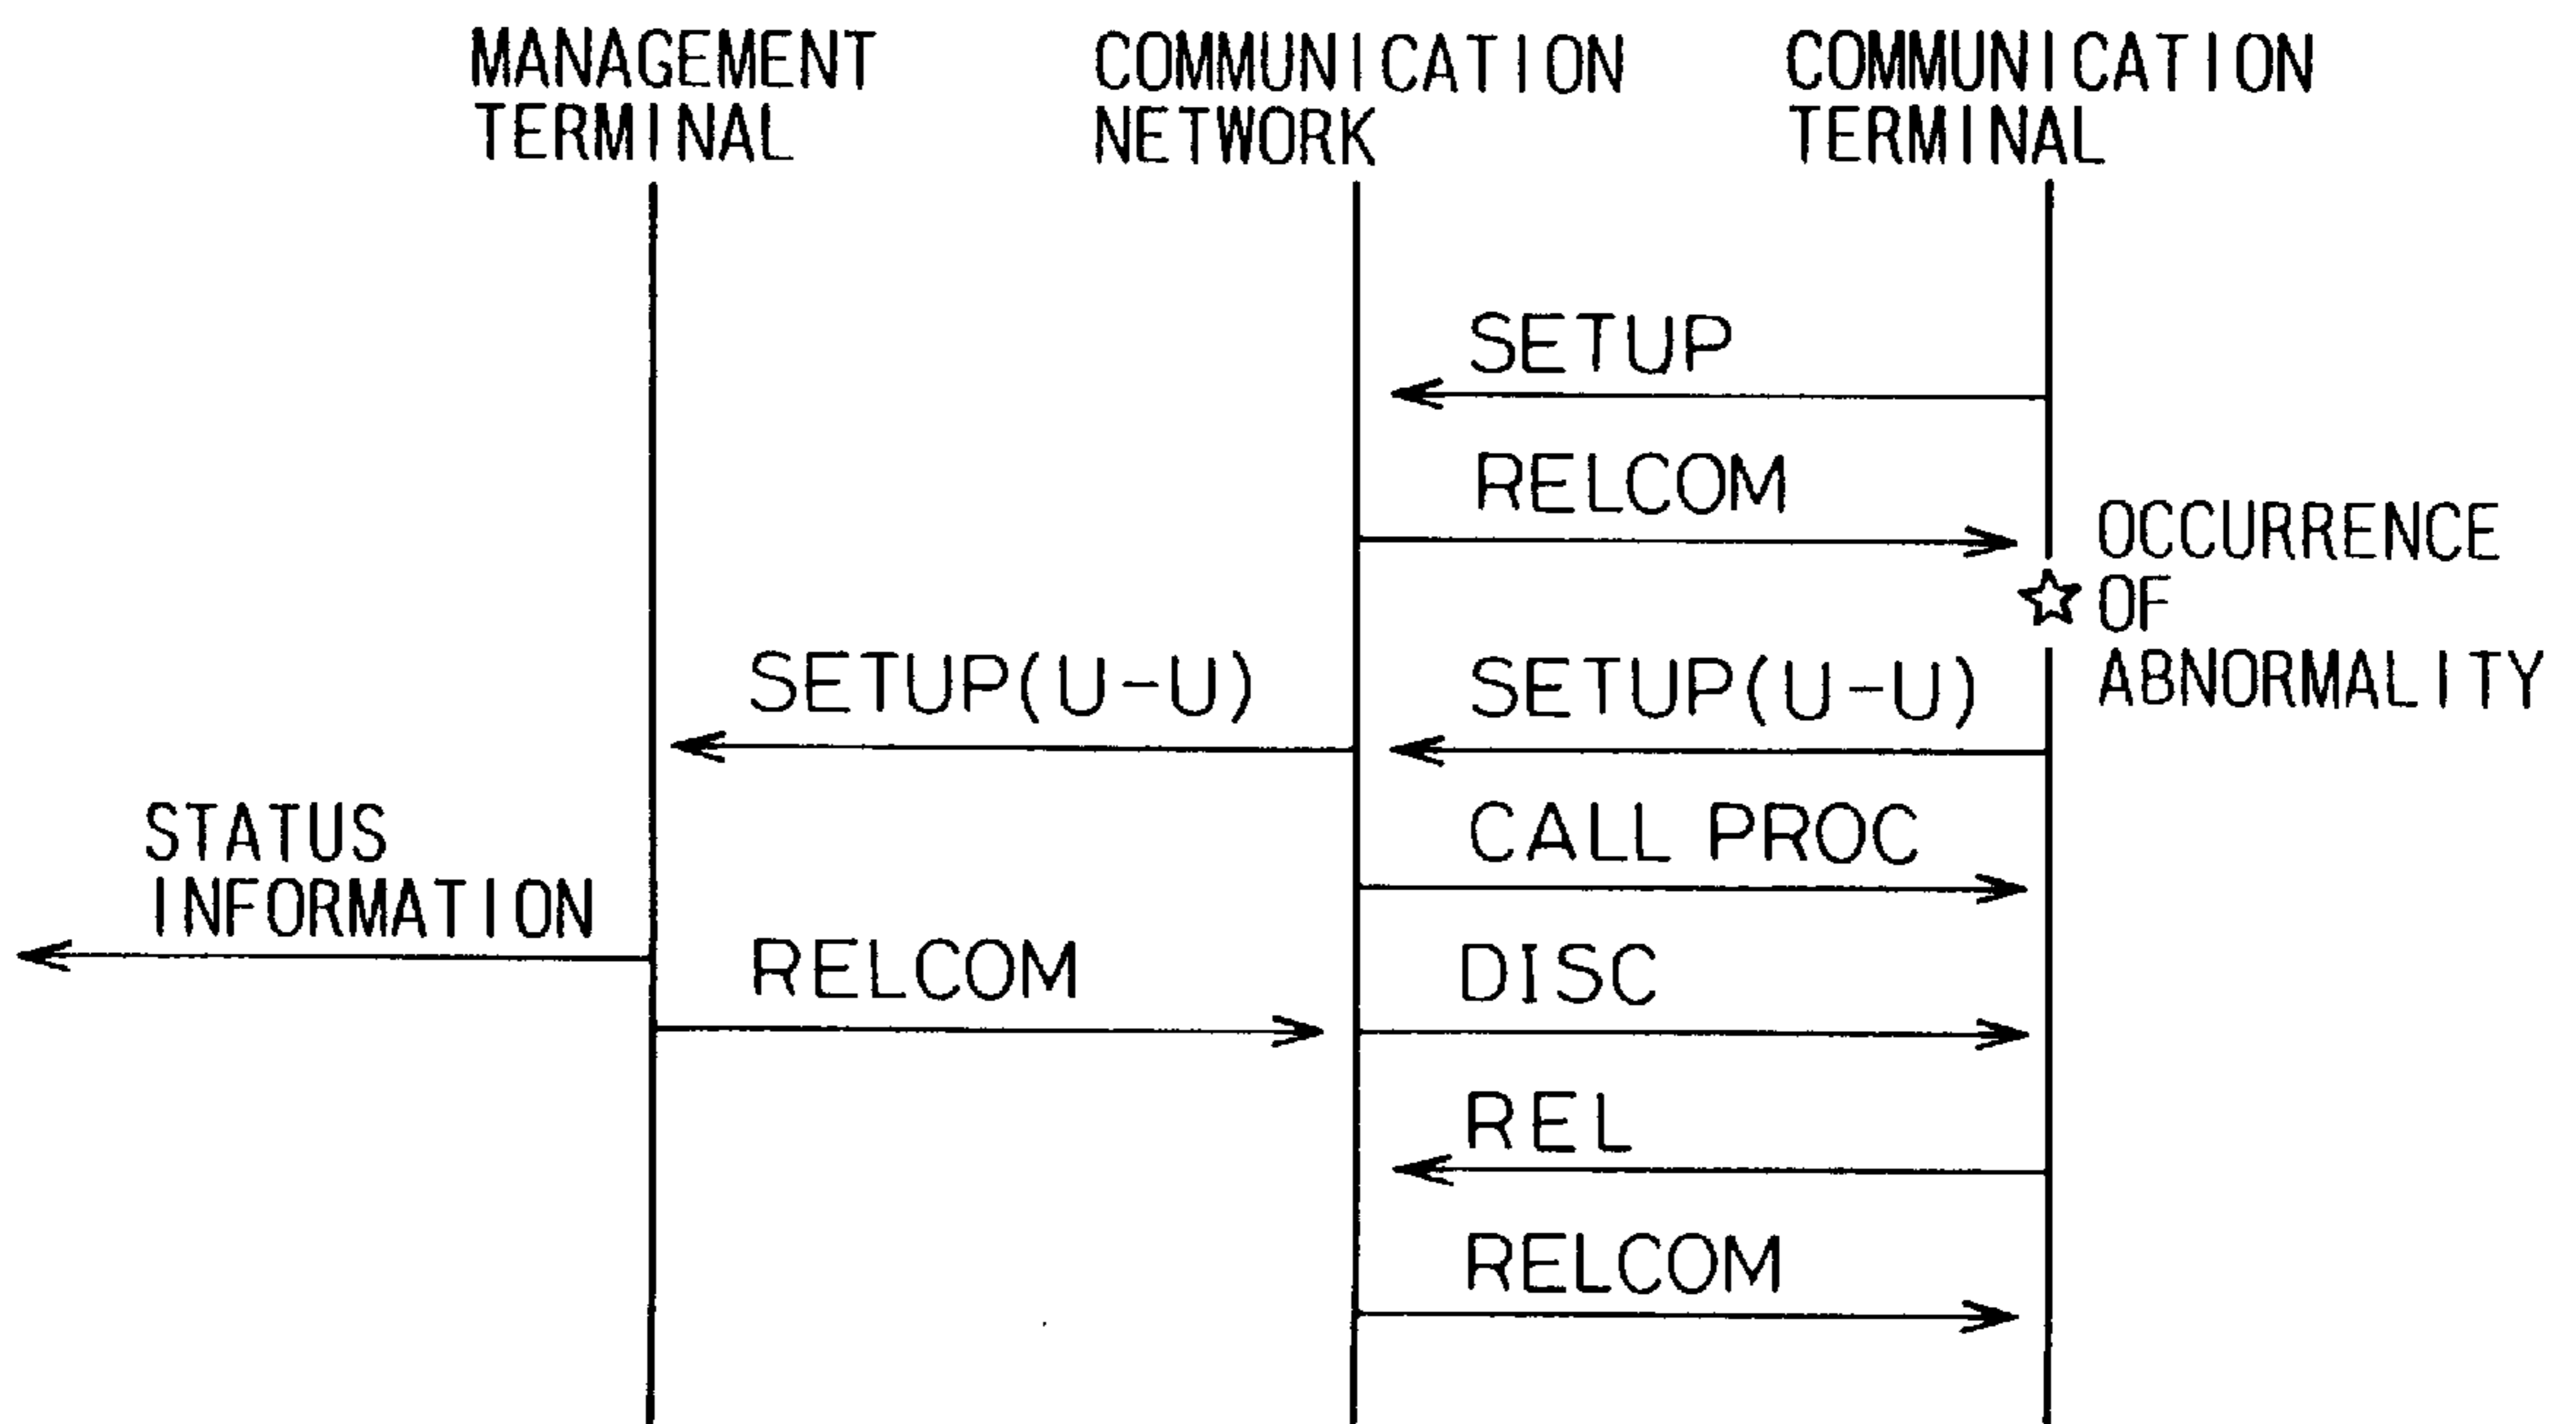 MANAGEMENT
TERMINAL
COMMUNICATION
NETWORK
COMMUNICATION
TERMINAL
SETUP
RELCOM
OCCURRENCE
OF
ABNORMALITY
SETUP(U-U)
SETUP(U-U)
STATUS
INFORMATION
CALL PROC
RELCOM
DISC
REL
RELCOM